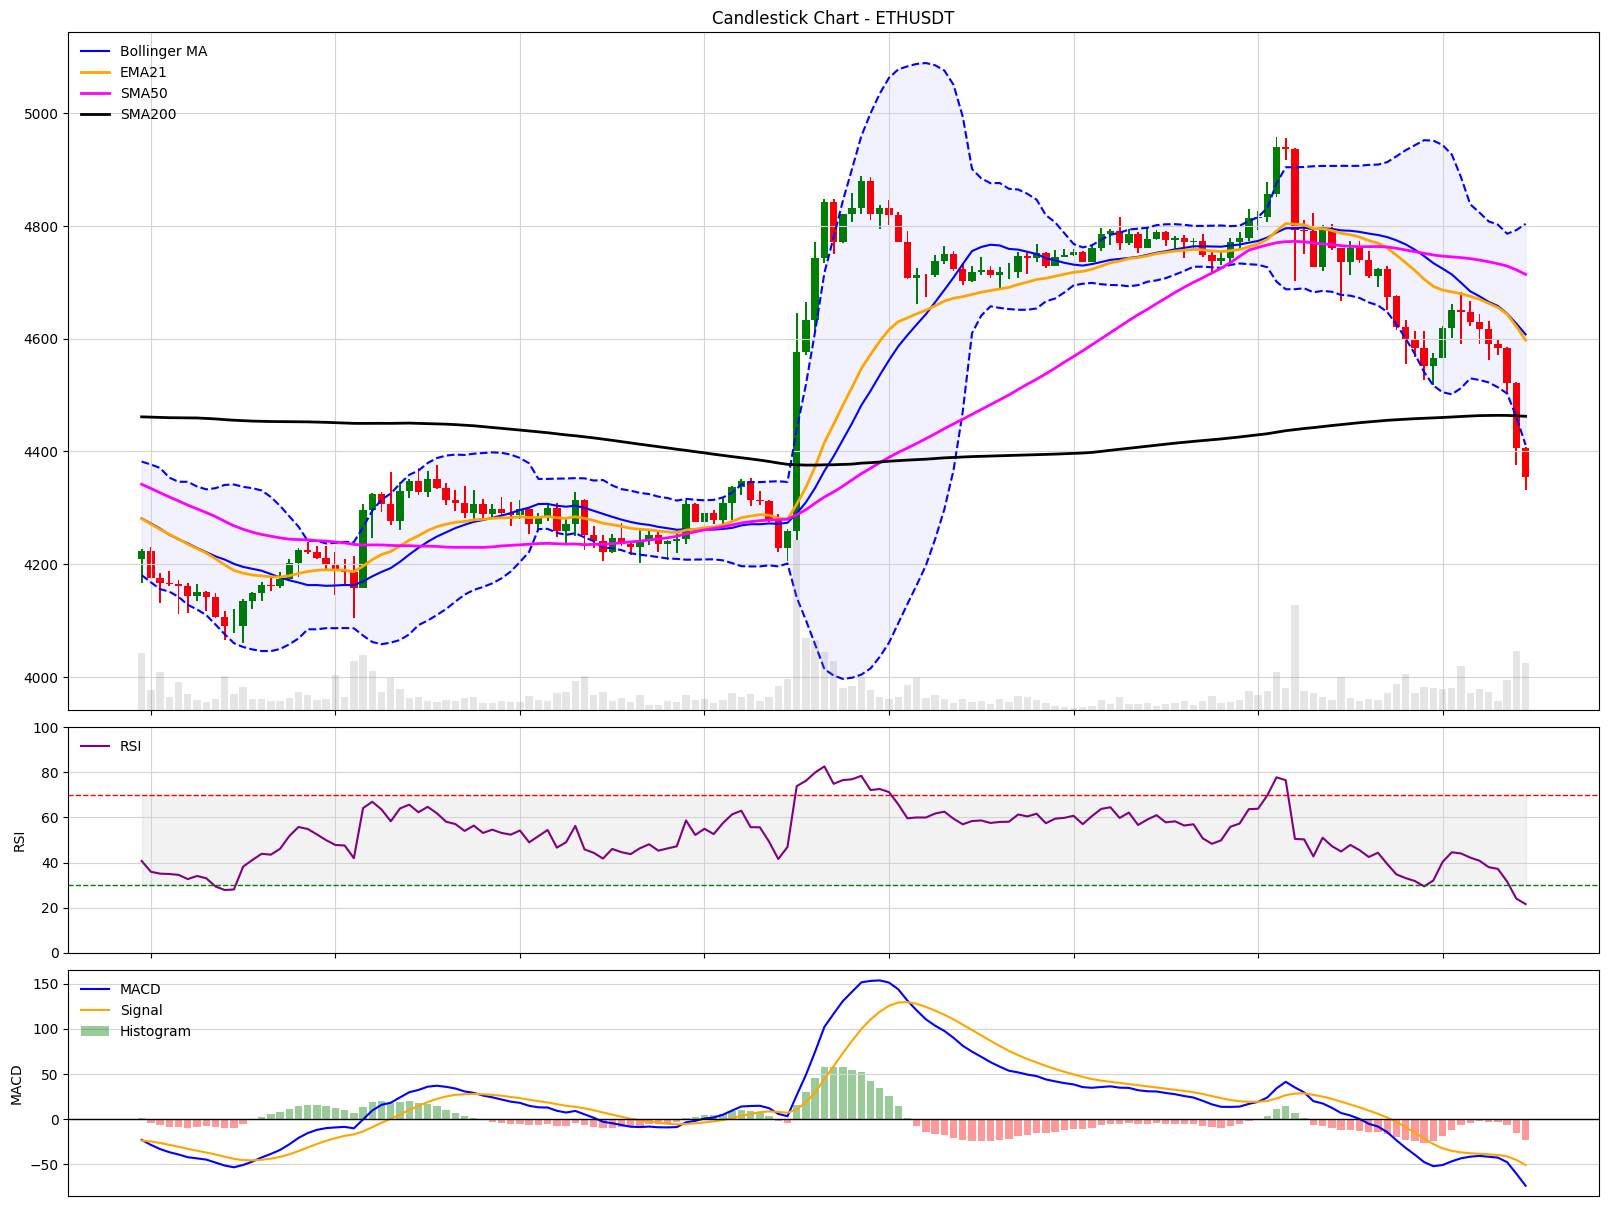 Candlestick Chart - ETHUSDT
Bollinger MA
EMA21
SMA50
SMA200
5000
4800
4600
4400
4200
4000
RSI
100
80
60
40
20
0
RSI
MACD
Signal
Histogram
150
100
50
0
−50
MACD